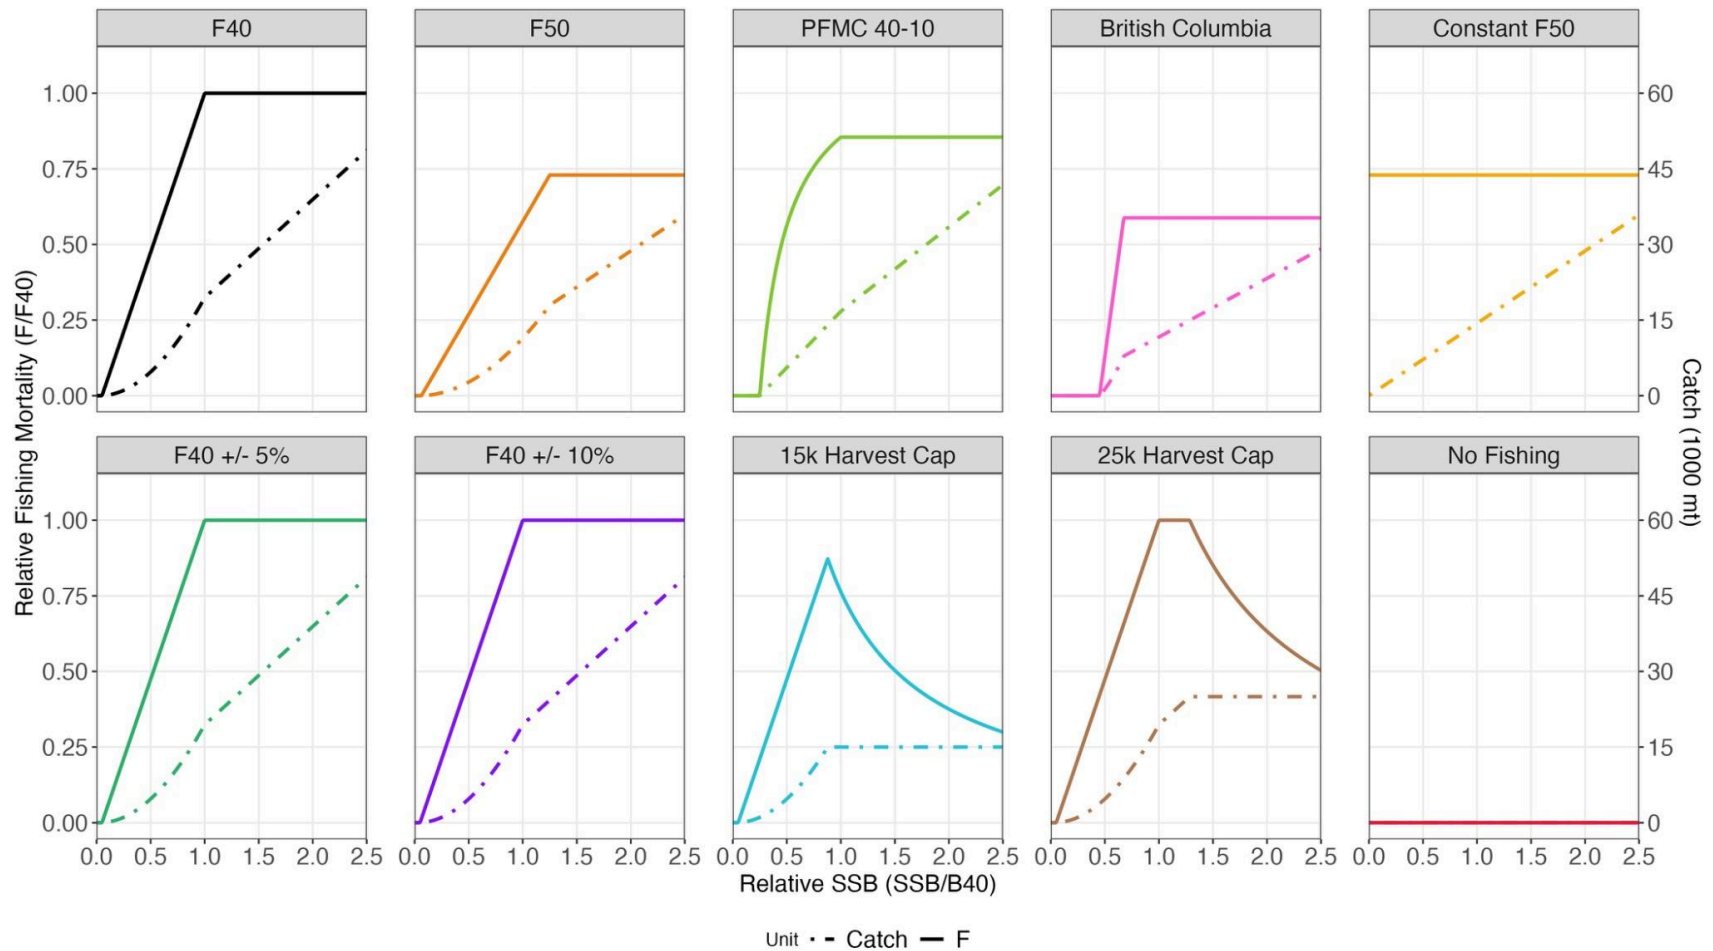 F40
F50
PFMC 40-10
British Columbia
Constant F50
1.00
0.75
0.50
0.25
0.00
60
45
30
15
0
F40 +/- 5%
F40 +/- 10%
15k Harvest Cap
25k Harvest Cap
No Fishing
1.00
0.75
0.50
0.25
0.00
60
45
30
15
0
0.0 0.5 1.0 1.5 2.0 2.5
0.0 0.5 1.0 1.5 2.0 2.5
0.0 0.5 1.0 1.5 2.0 2.5
0.0 0.5 1.0 1.5 2.0 2.5
0.0 0.5 1.0 1.5 2.0 2.5
Relative Fishing Mortality (F/F40)
Catch (1000 mt)
Relative SSB (SSB/B40)
Unit Catch F